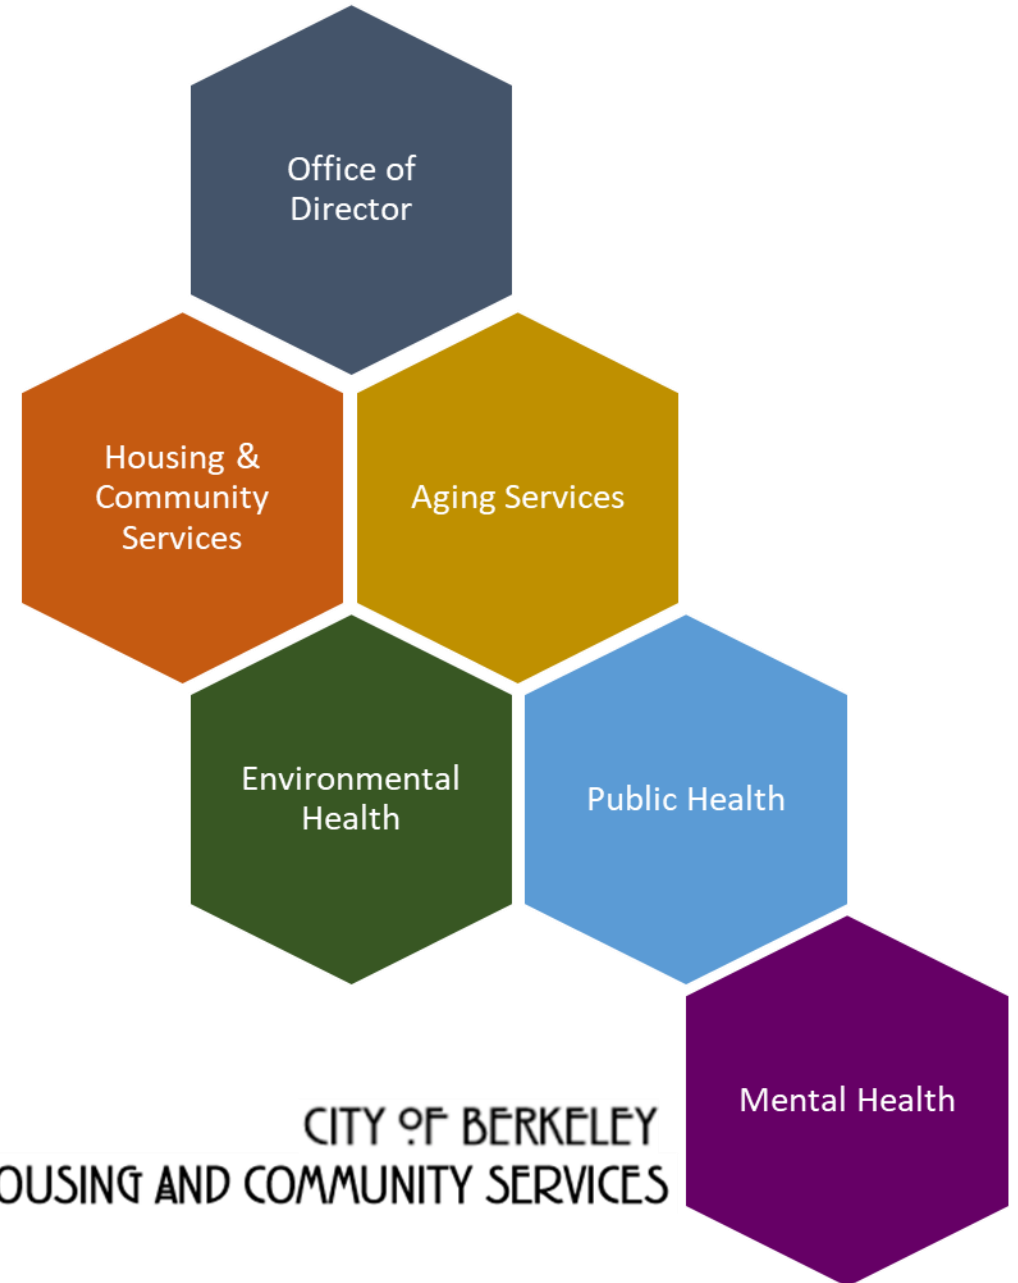 Office of
Director
Housing &
Community
Services
Aging Services
Environmental
Health
Public Health
Mental Health
CITY OF BERKELEY
OUSING AND COMMUNITY SERVICES